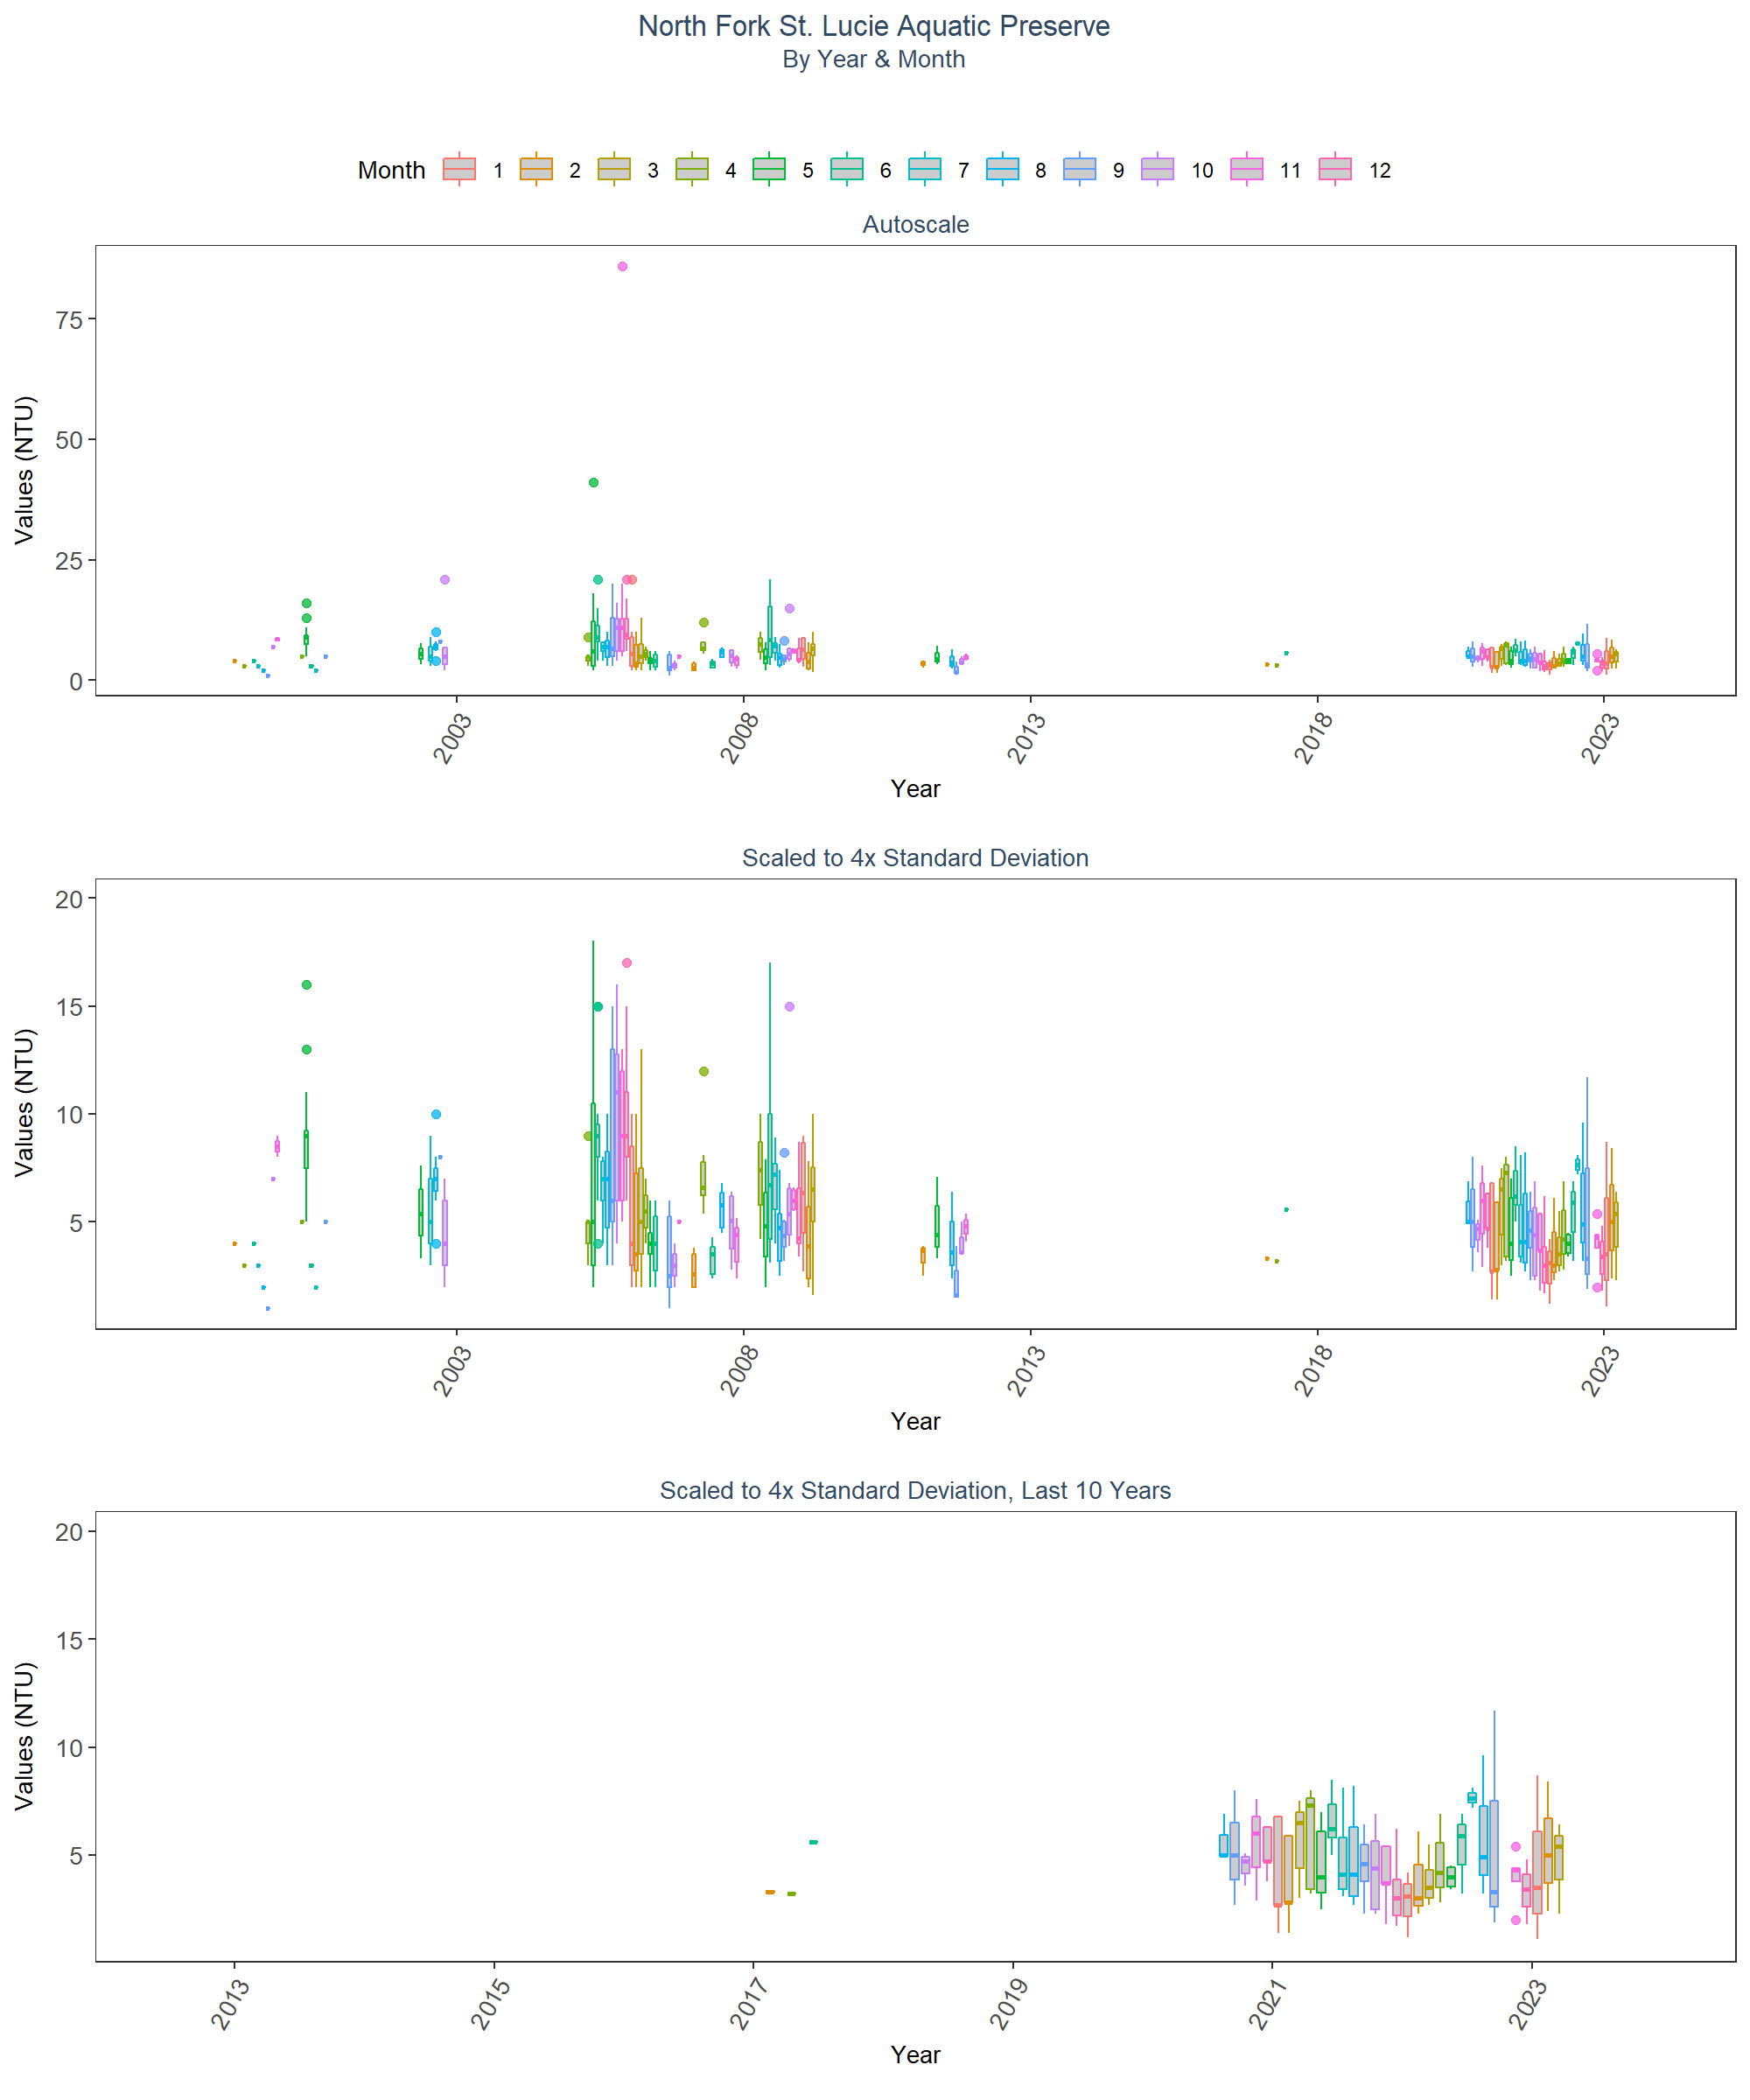 North Fork St. Lucie Aquatic Preserve
By Year & Month
Month 1 2 3 4 5 6 7 8 9 10 11 12
Autoscale
Values (NTU)
75
50
25
0
2003 2008 2013 2018 2023
Year
Scaled to 4x Standard Deviation
Values (NTU)
20
15
10
5
2003 2008 2013 2018 2023
Year
Scaled to 4x Standard Deviation, Last 10 Years
Values (NTU)
20
15
10
5
2013 2015 2017 2019 2021 2023
Year